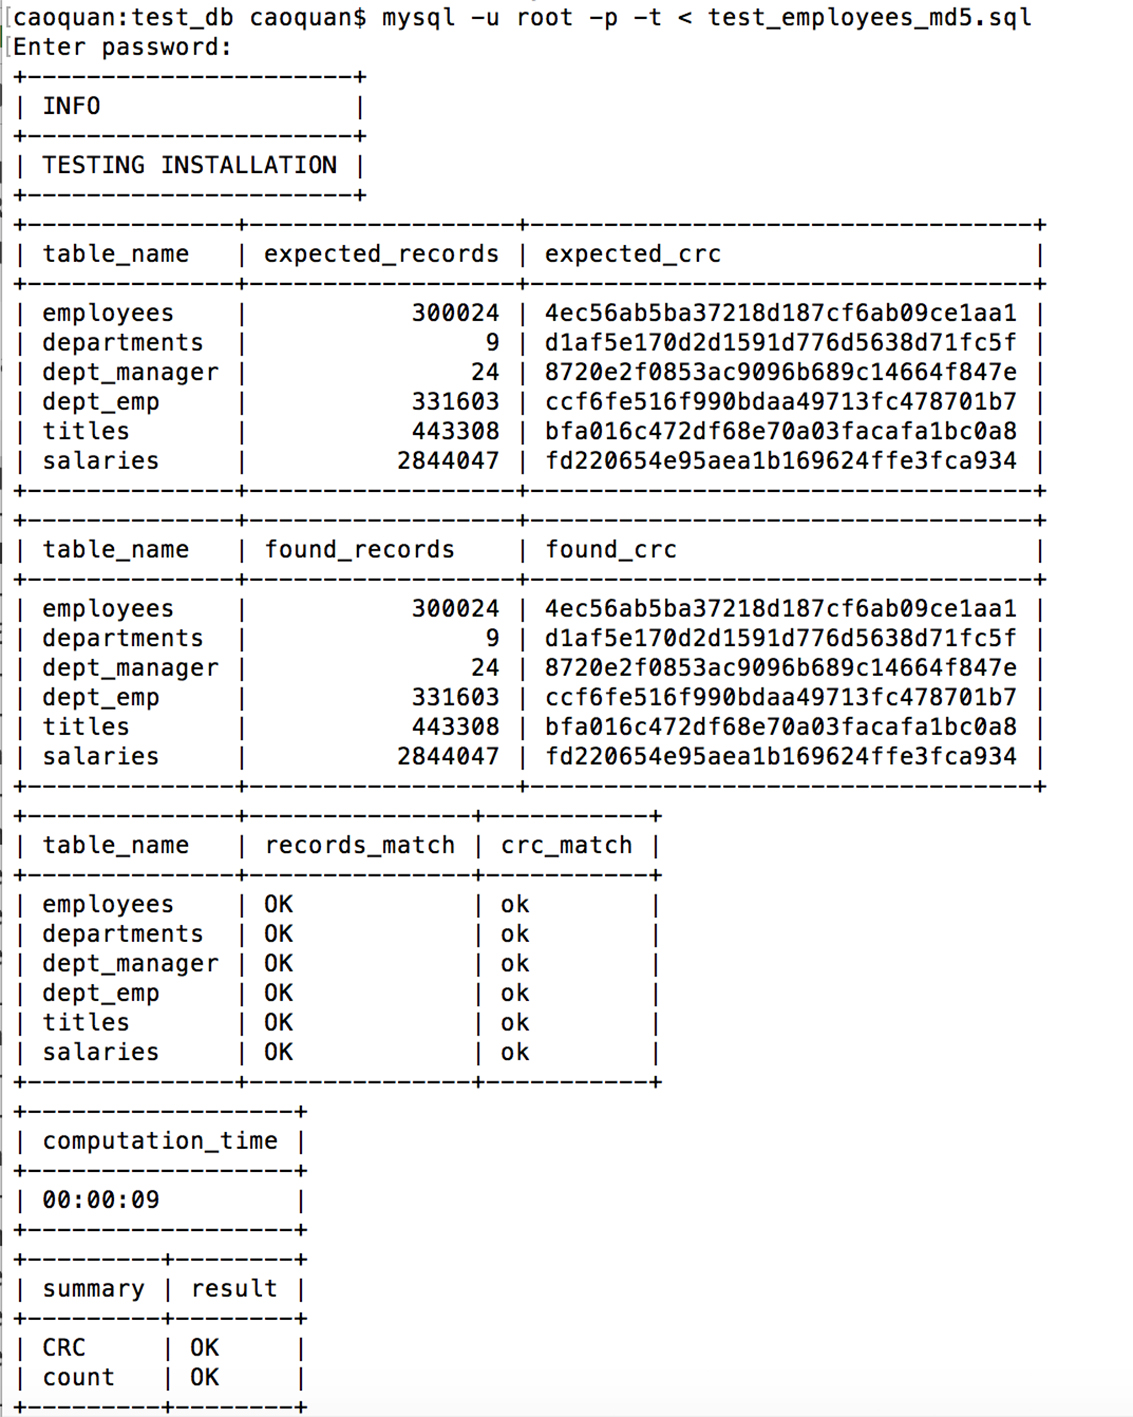 [caoquan:test_db caoquan$ mysql -u root -p -t < test_employees_md5.sql
[Enter password:
+----------------------+
| INFO                 |
+----------------------+
| TESTING INSTALLATION |
+----------------------+
+--------------+------------------+----------------------------------+
| table_name   | expected_records | expected_crc                     |
+--------------+------------------+----------------------------------+
| employees    |           300024 | 4ec56ab5ba37218d187cf6ab09ce1aa1 |
| departments  |                9 | d1af5e170d2d1591d776d5638d71fc5f |
| dept_manager |               24 | 8720e2f0853ac9096b689c14664f847e |
| dept_emp     |           331603 | ccf6fe516f990bdaa49713fc478701b7 |
| titles       |           443308 | bfa016c472df68e70a03facafa1bc0a8 |
| salaries     |          2844047 | fd220654e95aea1b169624ffe3fca934 |
+--------------+------------------+----------------------------------+
+--------------+------------------+----------------------------------+
| table_name   | found_records    | found_crc                        |
+--------------+------------------+----------------------------------+
| employees    |           300024 | 4ec56ab5ba37218d187cf6ab09ce1aa1 |
| departments  |                9 | d1af5e170d2d1591d776d5638d71fc5f |
| dept_manager |               24 | 8720e2f0853ac9096b689c14664f847e |
| dept_emp     |           331603 | ccf6fe516f990bdaa49713fc478701b7 |
| titles       |           443308 | bfa016c472df68e70a03facafa1bc0a8 |
| salaries     |          2844047 | fd220654e95aea1b169624ffe3fca934 |
+--------------+------------------+----------------------------------+
+--------------+---------------+-----------+
| table_name   | records_match | crc_match |
+--------------+---------------+-----------+
| employees    | OK            | ok        |
| departments  | OK            | ok        |
| dept_manager | OK            | ok        |
| dept_emp     | OK            | ok        |
| titles       | OK            | ok        |
| salaries     | OK            | ok        |
+--------------+---------------+-----------+
+------------------+
| computation_time |
+------------------+
| 00:00:09         |
+------------------+
+---------+--------+
| summary | result |
+---------+--------+
| CRC     | OK     |
| count   | OK     |
+---------+--------+